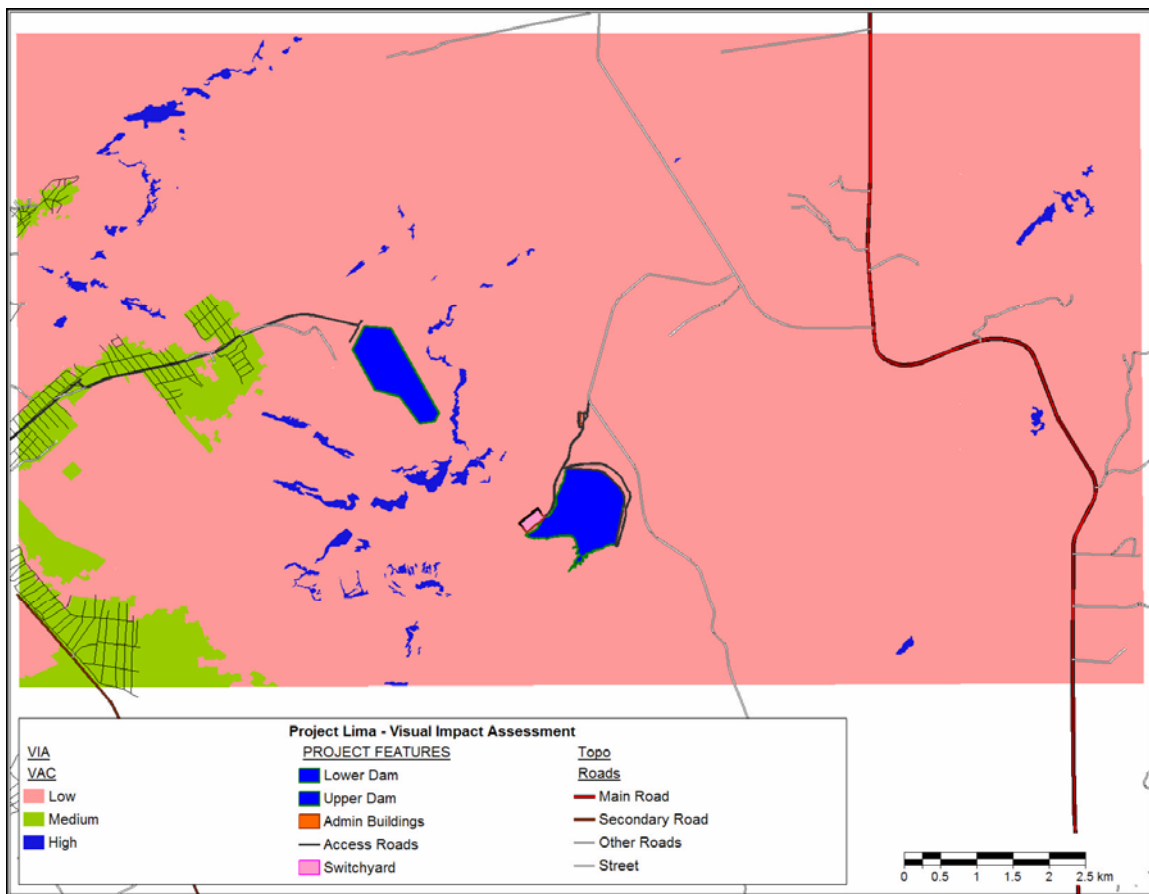 Project Lima - Visual Impact Assessment
VIA
VAC
Low
Medium
High
PROJECT FEATURES
Lower Dam
Upper Dam
Admin Buildings
Access Roads
Switchyard
Topo
Roads
Main Road
Secondary Road
Other Roads
Street
0 0.5 1 1.5 2 2.5 km